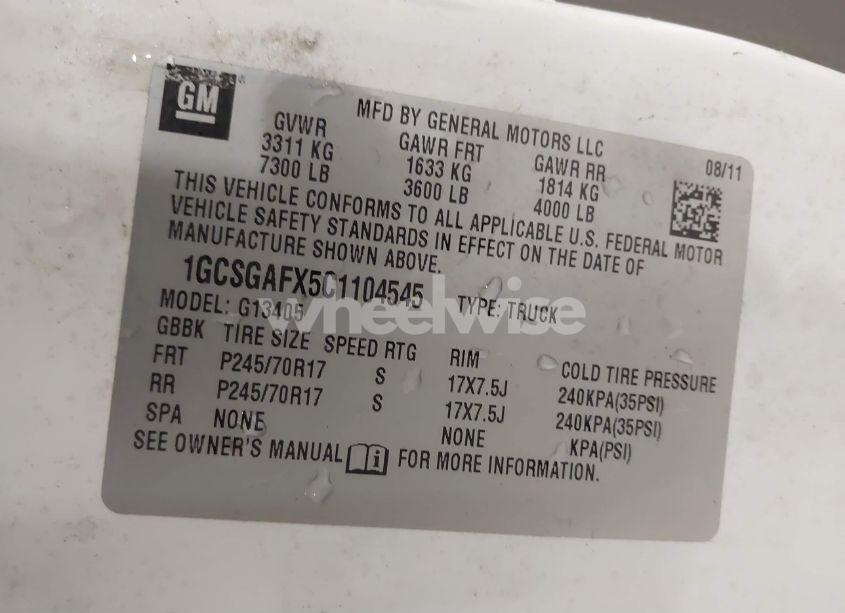 GM
MFD BY GENERAL MOTORS LLC
08/11
GVWR GAWR FRT GAWR RR
3311 KG 1633 KG 1814 KG
7300 LB 3600 LB 4000 LB
THIS VEHICLE CONFORMS TO ALL APPLICABLE U.S. FEDERAL MOTOR
VEHICLE SAFETY STANDARDS IN EFFECT ON THE DATE OF
MANUFACTURE SHOWN ABOVE.
1GCSGAFX5C1104545
MODEL: G13405 TYPE: TRUCK
wheelwise
GBBK TIRE SIZE SPEED RTG RIM COLD TIRE PRESSURE
FRT P245/70R17 S 17X7.5J 240KPA(35PSI)
RR P245/70R17 S 17X7.5J 240KPA(35PSI)
SPA NONE NONE KPA(PSI)
SEE OWNER'S MANUAL i FOR MORE INFORMATION.